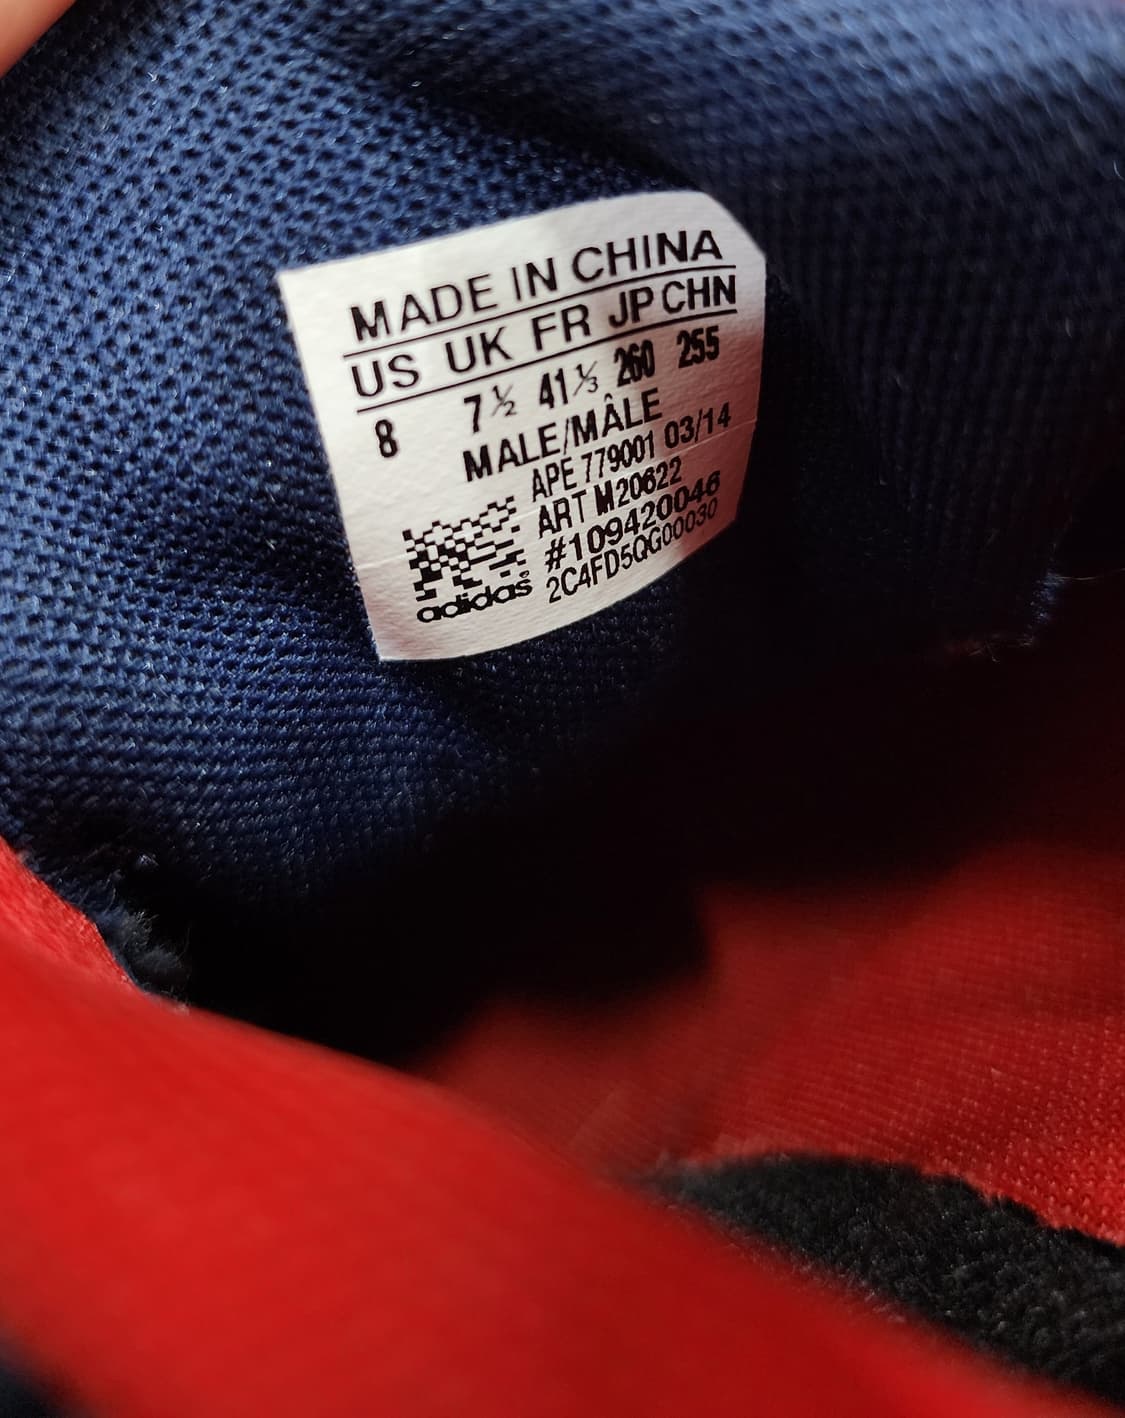 MADE IN CHINA
US UK FR JP CHN
8 7½ 41⅓ 260 255
MALE/MÂLE
APE 779001 03/14
ART M20622
#109420046
2C4FD5QG00030
adidas®